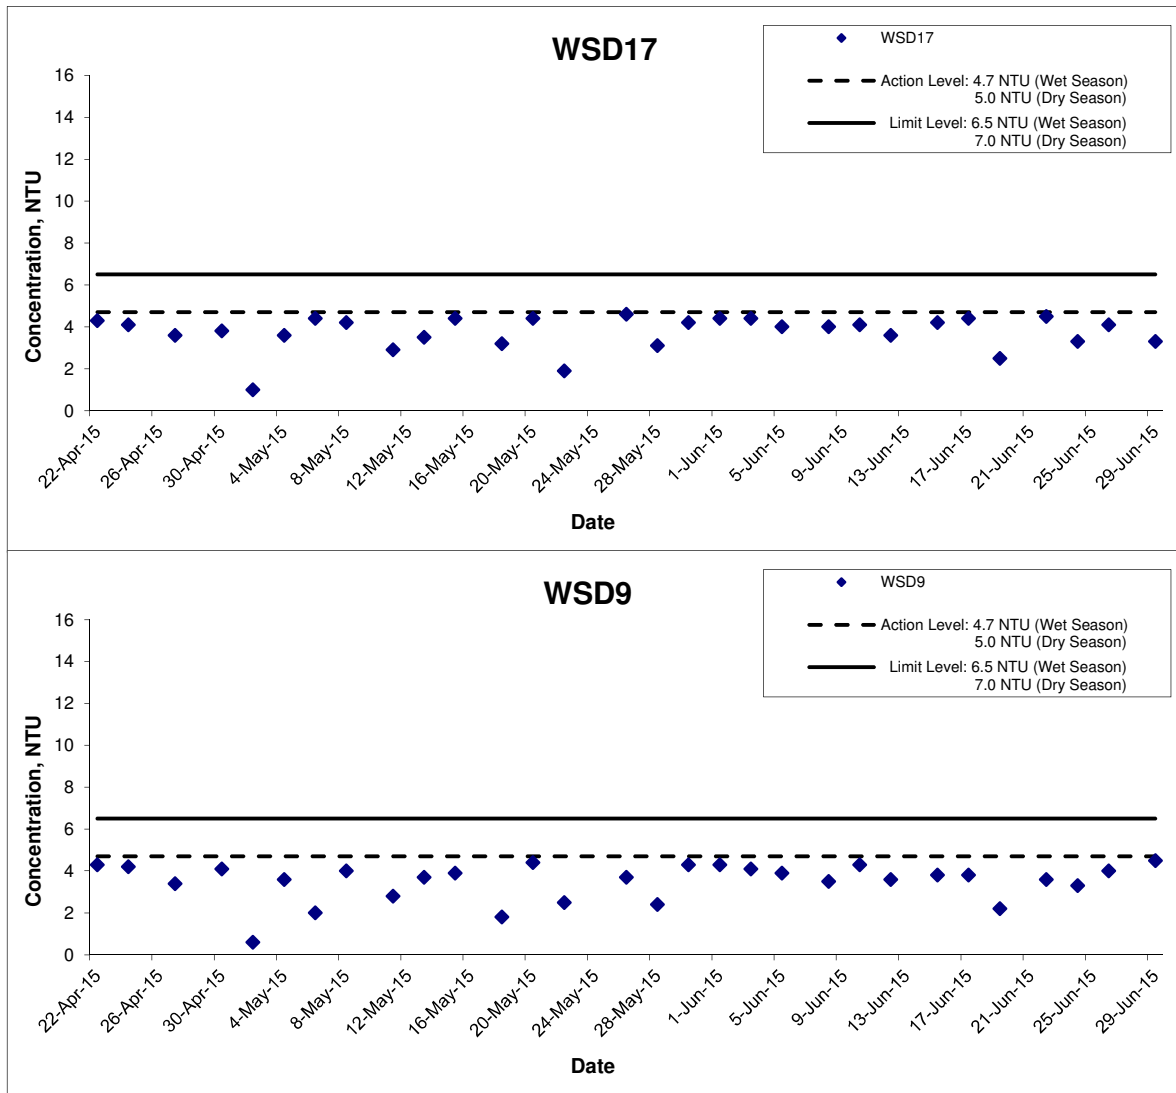 WSD17
WSD17
Action Level: 4.7 NTU (Wet Season)
5.0 NTU (Dry Season)
Limit Level: 6.5 NTU (Wet Season)
7.0 NTU (Dry Season)
Concentration, NTU
16
14
12
10
8
6
4
2
0
22-Apr-15
26-Apr-15
30-Apr-15
4-May-15
8-May-15
12-May-15
16-May-15
20-May-15
24-May-15
28-May-15
1-Jun-15
5-Jun-15
9-Jun-15
13-Jun-15
17-Jun-15
21-Jun-15
25-Jun-15
29-Jun-15
Date
WSD9
WSD9
Action Level: 4.7 NTU (Wet Season)
5.0 NTU (Dry Season)
Limit Level: 6.5 NTU (Wet Season)
7.0 NTU (Dry Season)
Concentration, NTU
16
14
12
10
8
6
4
2
0
22-Apr-15
26-Apr-15
30-Apr-15
4-May-15
8-May-15
12-May-15
16-May-15
20-May-15
24-May-15
28-May-15
1-Jun-15
5-Jun-15
9-Jun-15
13-Jun-15
17-Jun-15
21-Jun-15
25-Jun-15
29-Jun-15
Date